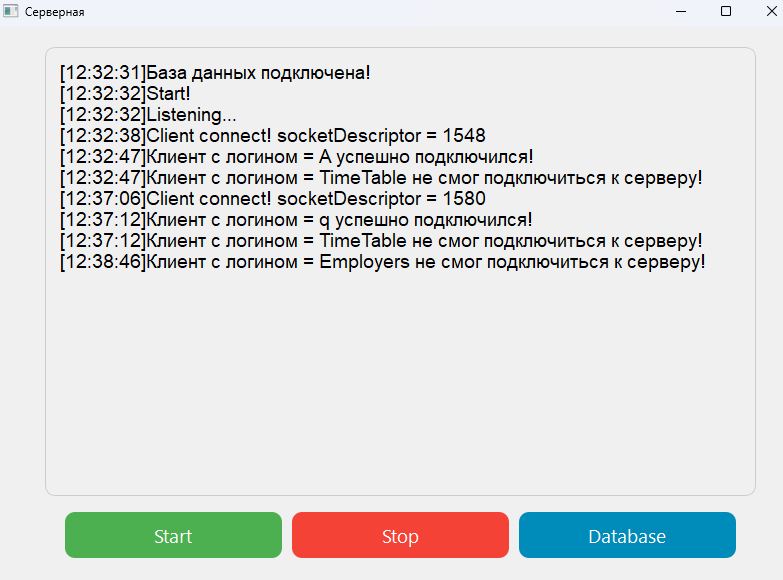 Серверная
[12:32:31]База данных подключена!
[12:32:32]Start!
[12:32:32]Listening...
[12:32:38]Client connect! socketDescriptor = 1548
[12:32:47]Клиент с логином = A успешно подключился!
[12:32:47]Клиент с логином = TimeTable не смог подключиться к серверу!
[12:37:06]Client connect! socketDescriptor = 1580
[12:37:12]Клиент с логином = q успешно подключился!
[12:37:12]Клиент с логином = TimeTable не смог подключиться к серверу!
[12:38:46]Клиент с логином = Employers не смог подключиться к серверу!
Start
Stop
Database